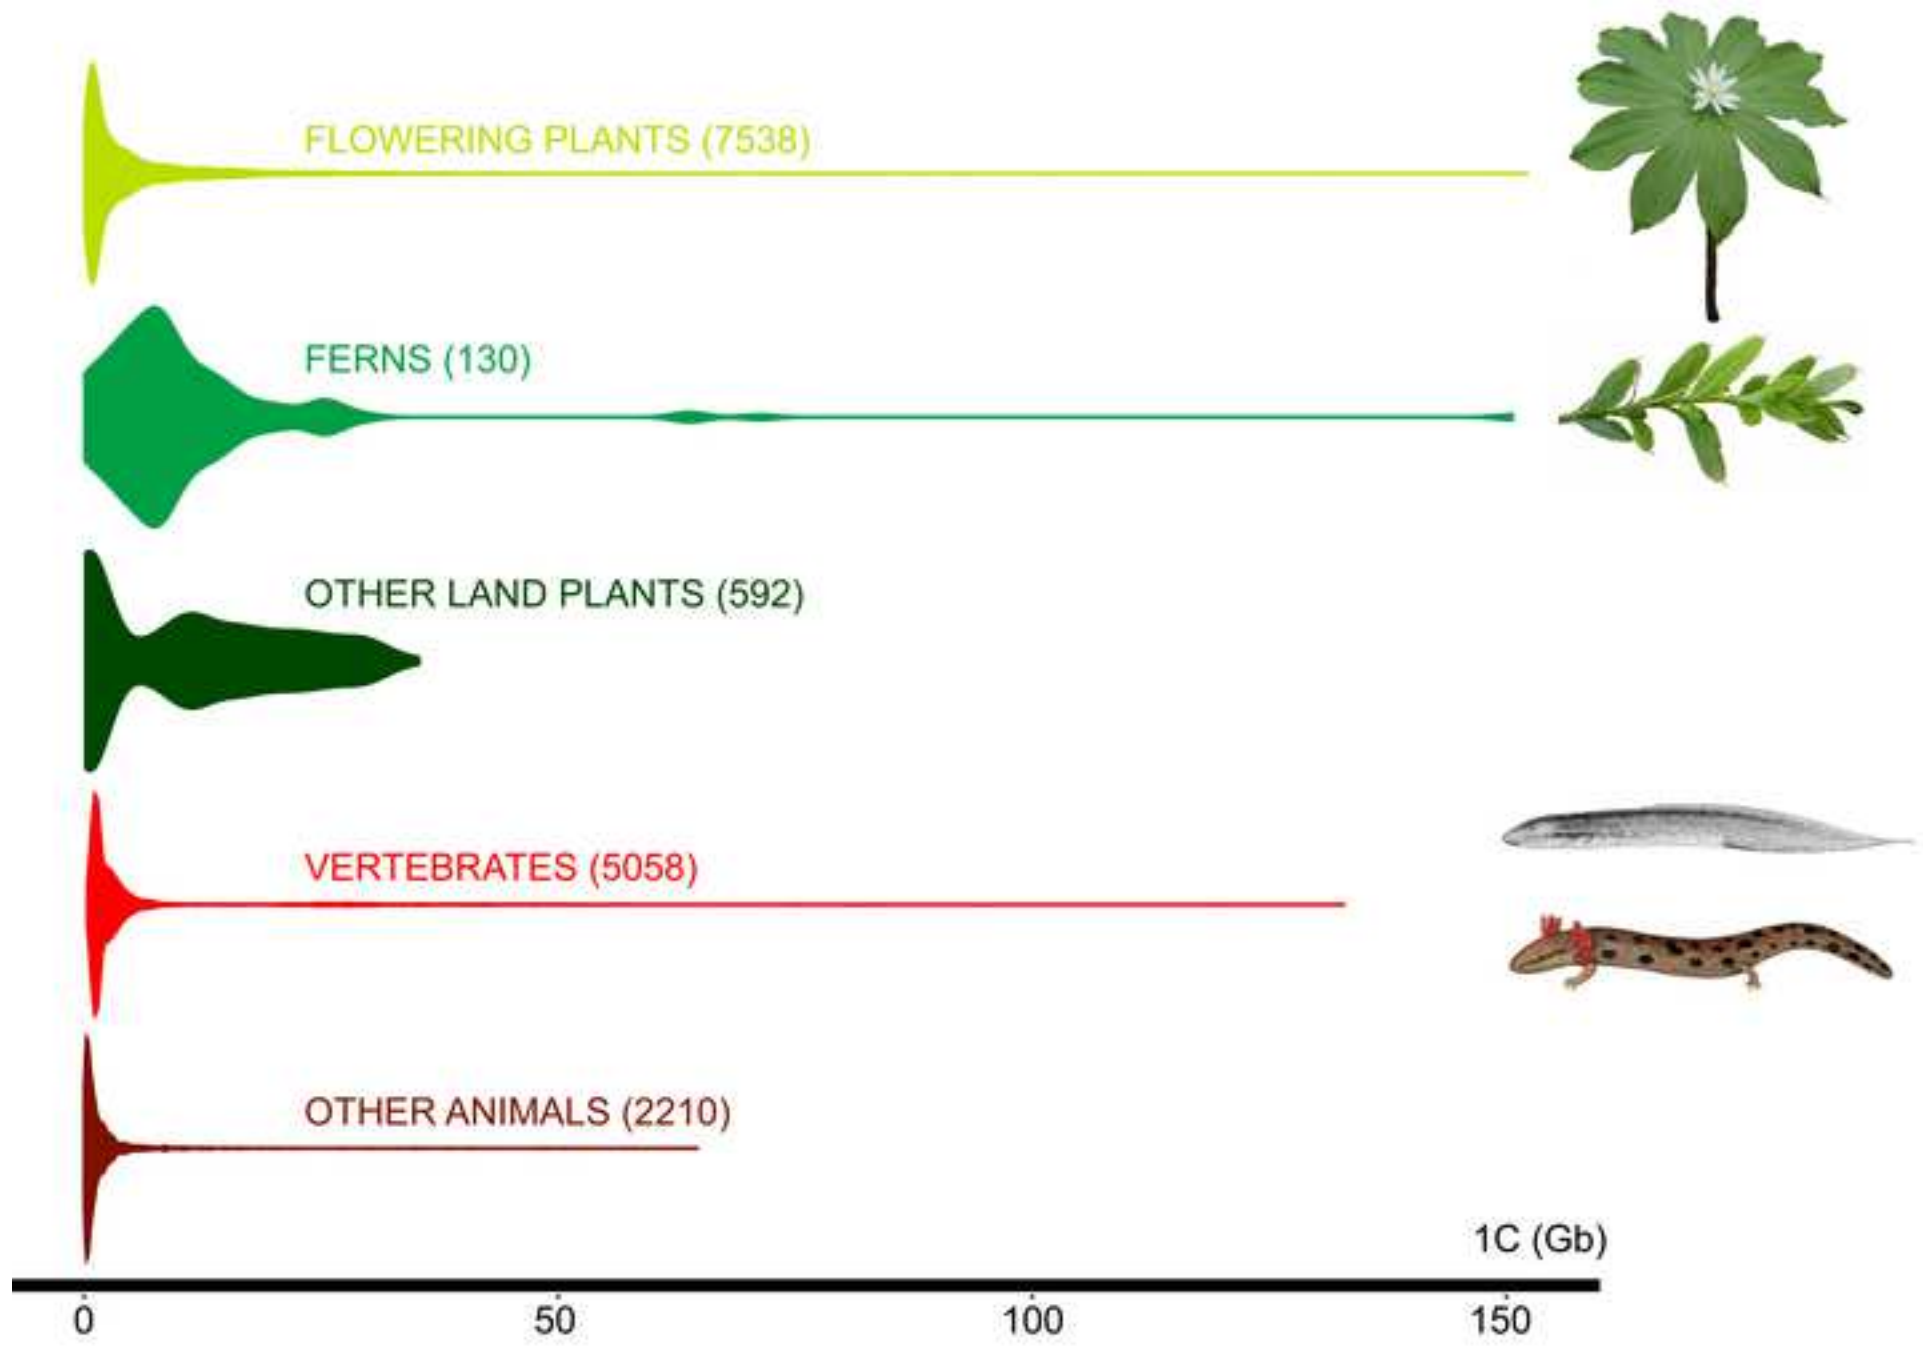 FLOWERING PLANTS (7538)
FERNS (130)
OTHER LAND PLANTS (592)
VERTEBRATES (5058)
OTHER ANIMALS (2210)
1C (Gb)
0 50 100 150